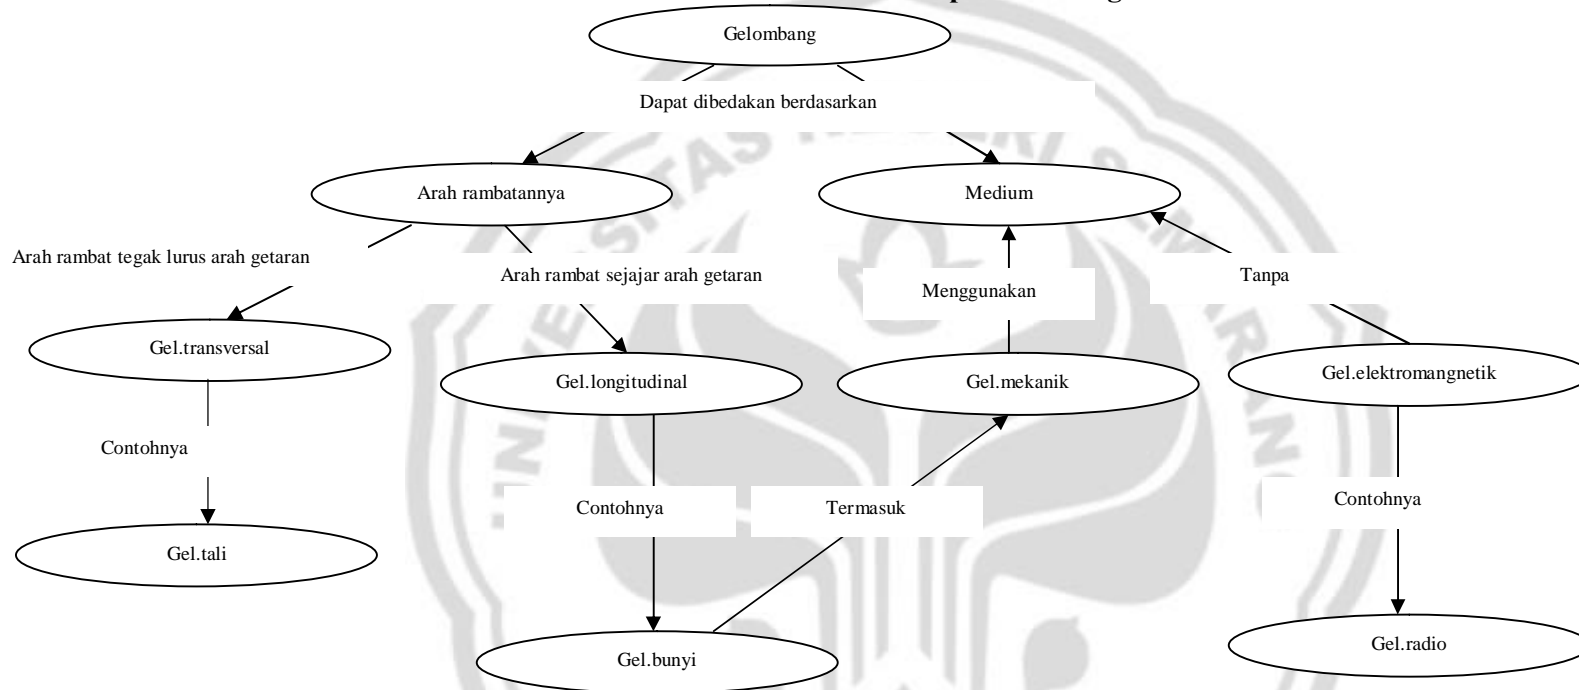 Gelombang
Dapat dibedakan berdasarkan
Arah rambatannya
Medium
Arah rambat tegak lurus arah getaran
Arah rambat sejajar arah getaran
Menggunakan
Tanpa
Gel.transversal
Gel.longitudinal
Gel.mekanik
Gel.elektromangnetik
Contohnya
Contohnya
Termasuk
Contohnya
Gel.tali
Gel.bunyi
Gel.radio